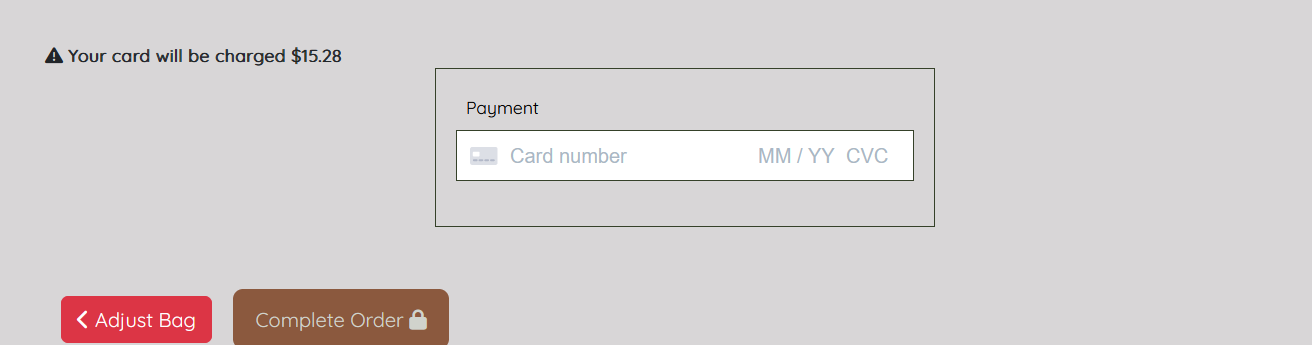 Your card will be charged $15.28
Payment
Card number MM / YY CVC
Adjust Bag
Complete Order